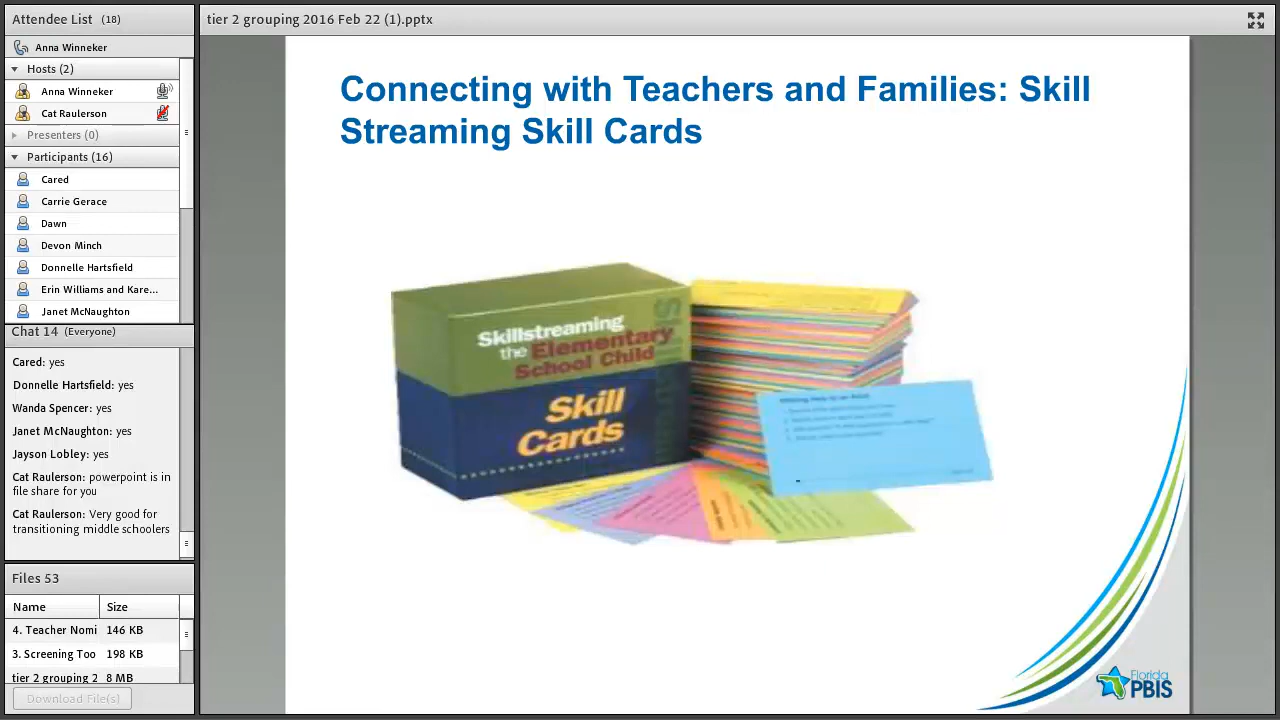 Attendee List (18)
Anna Winneker
Hosts (2)
Anna Winneker
Cat Raulerson
Presenters (0)
Participants (16)
Cared
Carrie Gerace
Dawn
Devon Minch
Donnelle Hartsfield
Erin Williams and Kare...
Janet McNaughton
Chat 14 (Everyone)
Cared: yes
Donnelle Hartsfield: yes
Wanda Spencer: yes
Janet McNaughton: yes
Jayson Lobley: yes
Cat Raulerson: powerpoint is in
file share for you
Cat Raulerson: Very good for
transitioning middle schoolers
Files 53
Name Size
4. Teacher Nomi 146 KB
3. Screening Too 198 KB
tier 2 grouping 2 8 MB
Download File(s)
tier 2 grouping 2016 Feb 22 (1).pptx
Connecting with Teachers and Families: Skill
Streaming Skill Cards
Skillstreaming
the Elementary
School Child
Skill
Cards
Florida
PBIS